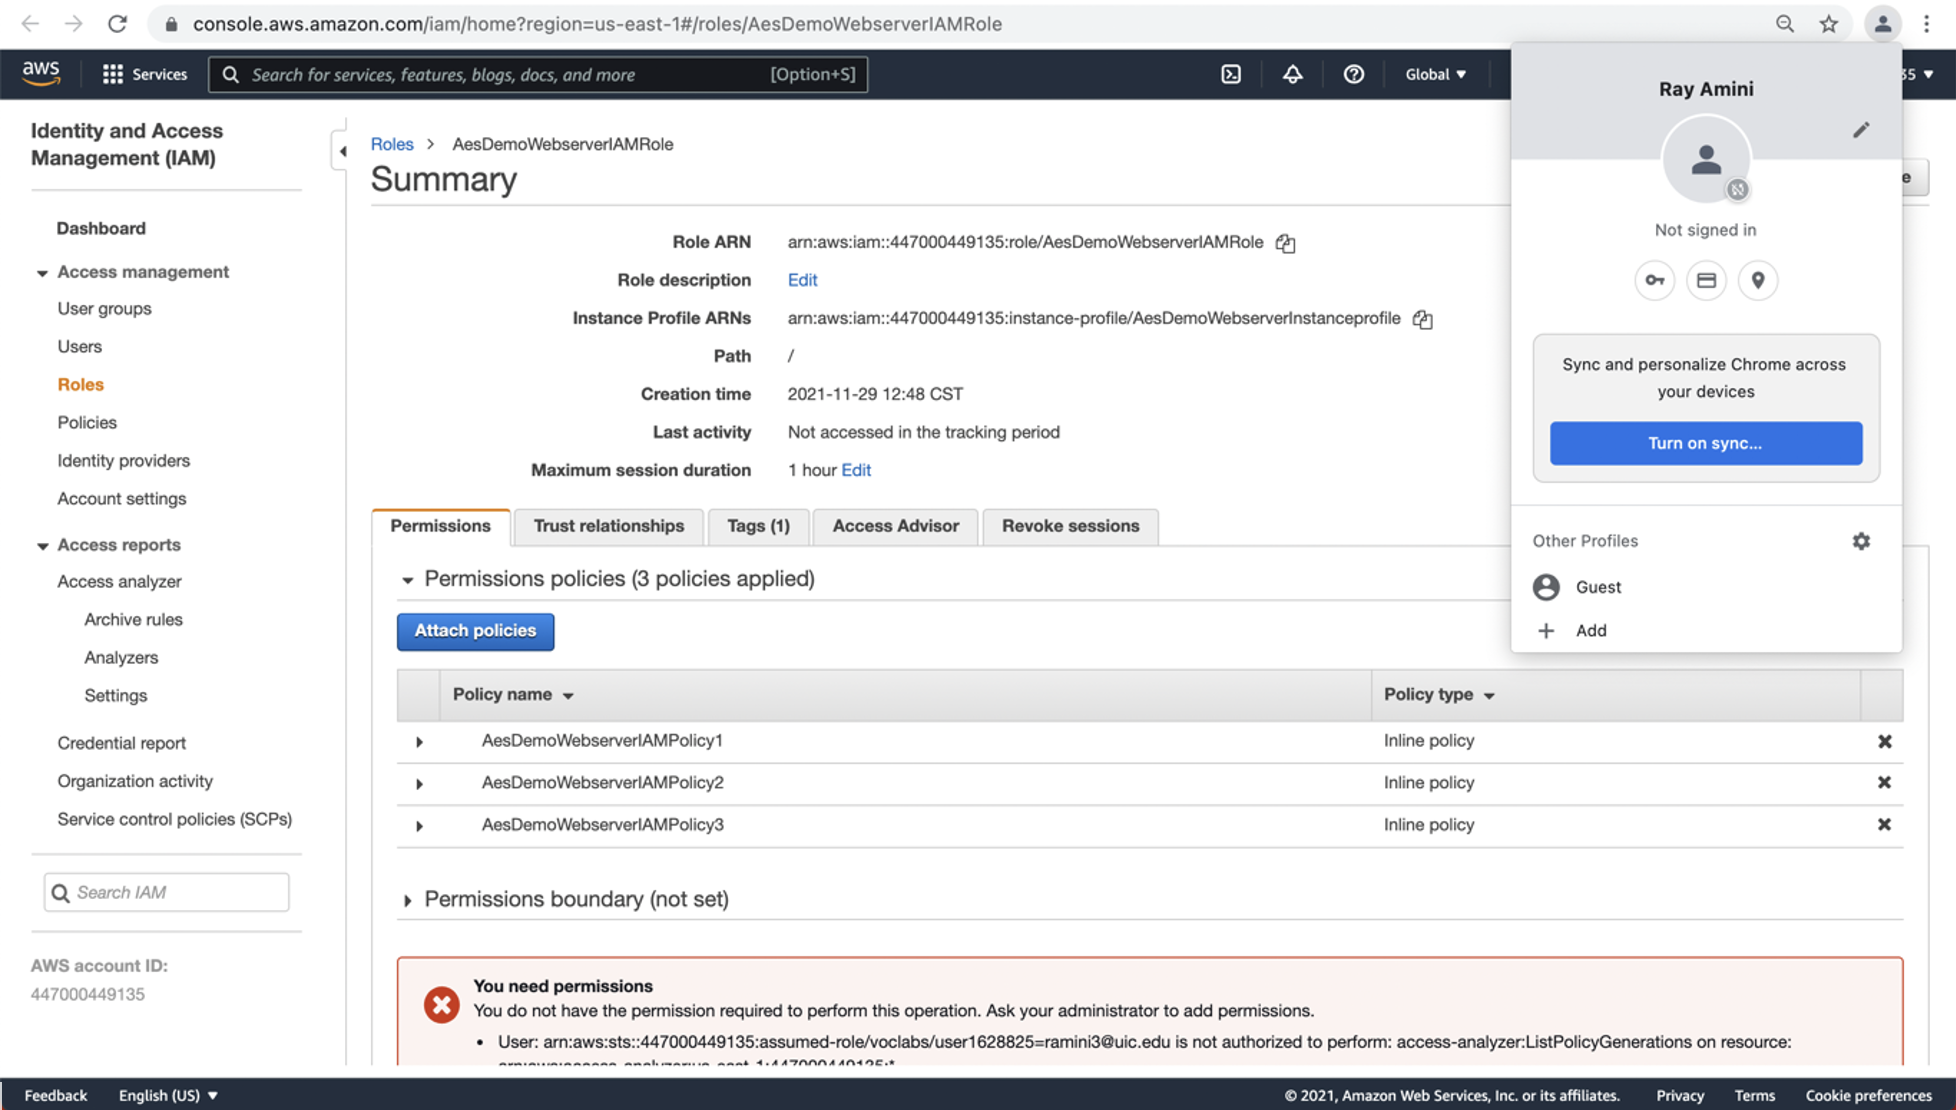 console.aws.amazon.com/iam/home?region=us-east-1#/roles/AesDemoWebserverIAMRole
aws
Services
Search for services, features, blogs, docs, and more
[Option+S]
Global
35
Ray Amini
Not signed in
Sync and personalize Chrome across
your devices
Turn on sync...
Other Profiles
Guest
Add
Identity and Access
Management (IAM)
Dashboard
Access management
User groups
Users
Roles
Policies
Identity providers
Account settings
Access reports
Access analyzer
Archive rules
Analyzers
Settings
Credential report
Organization activity
Service control policies (SCPs)
Search IAM
AWS account ID:
447000449135
Roles > AesDemoWebserverIAMRole
Summary
Role ARN arn:aws:iam::447000449135:role/AesDemoWebserverIAMRole
Role description Edit
Instance Profile ARNs arn:aws:iam::447000449135:instance-profile/AesDemoWebserverInstanceprofile
Path /
Creation time 2021-11-29 12:48 CST
Last activity Not accessed in the tracking period
Maximum session duration 1 hour Edit
Permissions Trust relationships Tags (1) Access Advisor Revoke sessions
Permissions policies (3 policies applied)
Attach policies
Policy name Policy type
AesDemoWebserverIAMPolicy1 Inline policy
AesDemoWebserverIAMPolicy2 Inline policy
AesDemoWebserverIAMPolicy3 Inline policy
Permissions boundary (not set)
You need permissions
You do not have the permission required to perform this operation. Ask your administrator to add permissions.
• User: arn:aws:sts::447000449135:assumed-role/voclabs/user1628825=ramini3@uic.edu is not authorized to perform: access-analyzer:ListPolicyGenerations on resource:
arn:aws:access-analyzer:us-east-1:447000449135:*
Feedback English (US)
© 2021, Amazon Web Services, Inc. or its affiliates. Privacy Terms Cookie preferences